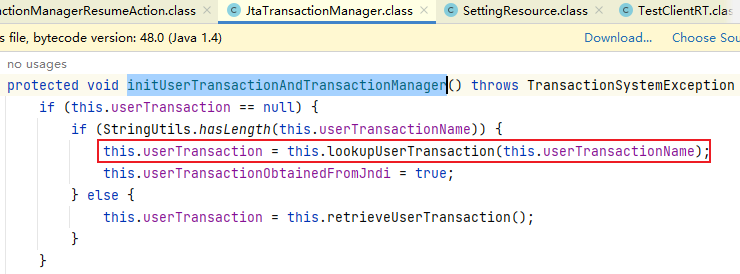 ctionManagerResumeAction.class × JtaTransactionManager.class × SettingResource.class × TestClientRT.clas
s file, bytecode version: 48.0 (Java 1.4) Download... Choose Sou
no usages
protected void initUserTransactionAndTransactionManager() throws TransactionSystemException
if (this.userTransaction == null) {
if (StringUtils.hasLength(this.userTransactionName)) {
this.userTransaction = this.lookupUserTransaction(this.userTransactionName);
this.userTransactionObtainedFromJndi = true;
} else {
this.userTransaction = this.retrieveUserTransaction();
}
}